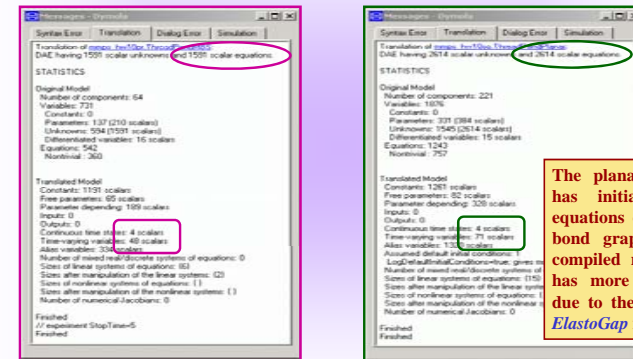 Messages - Dymola
Syntax Error Translation Dialog Error Simulation
Translation of
DAE having 1591 scalar unknowns and 1591 scalar equations.
STATISTICS
Original Model
Number of components: 64
Variables: 731
Constants: 0
Parameters: 137 (210 scalars)
Unknowns: 594 (1591 scalars)
Differentiated variables: 16 scalars
Equations: 542
Nontrivial: 360
Translated Model
Constants: 1191 scalars
Free parameters: 65 scalars
Parameter depending: 189 scalars
Inputs: 0
Outputs: 0
Continuous time states: 4 scalars
Time-varying variables: 48 scalars
Alias variables: 334 scalars
Number of mixed real/discrete systems of equations: 0
Sizes of linear systems of equations: {6}
Sizes after manipulation of the linear systems: {2}
Sizes of nonlinear systems of equations: { }
Sizes after manipulation of the nonlinear systems: { }
Number of numerical Jacobians: 0
Finished
// experiment StopTime=5
Finished
Messages - Dymola
Syntax Error Translation Dialog Error Simulation
Translation of
DAE having 2614 scalar unknowns and 2614 scalar equations.
STATISTICS
Original Model
Number of components: 221
Variables: 1876
Constants: 0
Parameters: 331 (384 scalars)
Unknowns: 1545 (2614 scalars)
Differentiated variables: 15 scalars
Equations: 1243
Nontrivial: 757
Translated Model
Constants: 1261 scalars
Free parameters: 82 scalars
Parameter depending: 328 scalars
Inputs: 0
Outputs: 0
Continuous time states: 4 scalars
Time-varying variables: 71 scalars
Alias variables: scalars
Assumed default initial conditions: 1
LogDefaultInitialConditions=true; gives
Number of mixed real/discrete systems of
Sizes of linear systems of equations: {15}
Sizes after manipulation of the linear
Sizes of nonlinear systems of equations: {
Sizes after manipulation of the nonlinear
Number of numerical Jacobians: 0
Finished
Finished
The plana
has initia
equations
bond grap
compiled
has more
due to the
ElastoGap